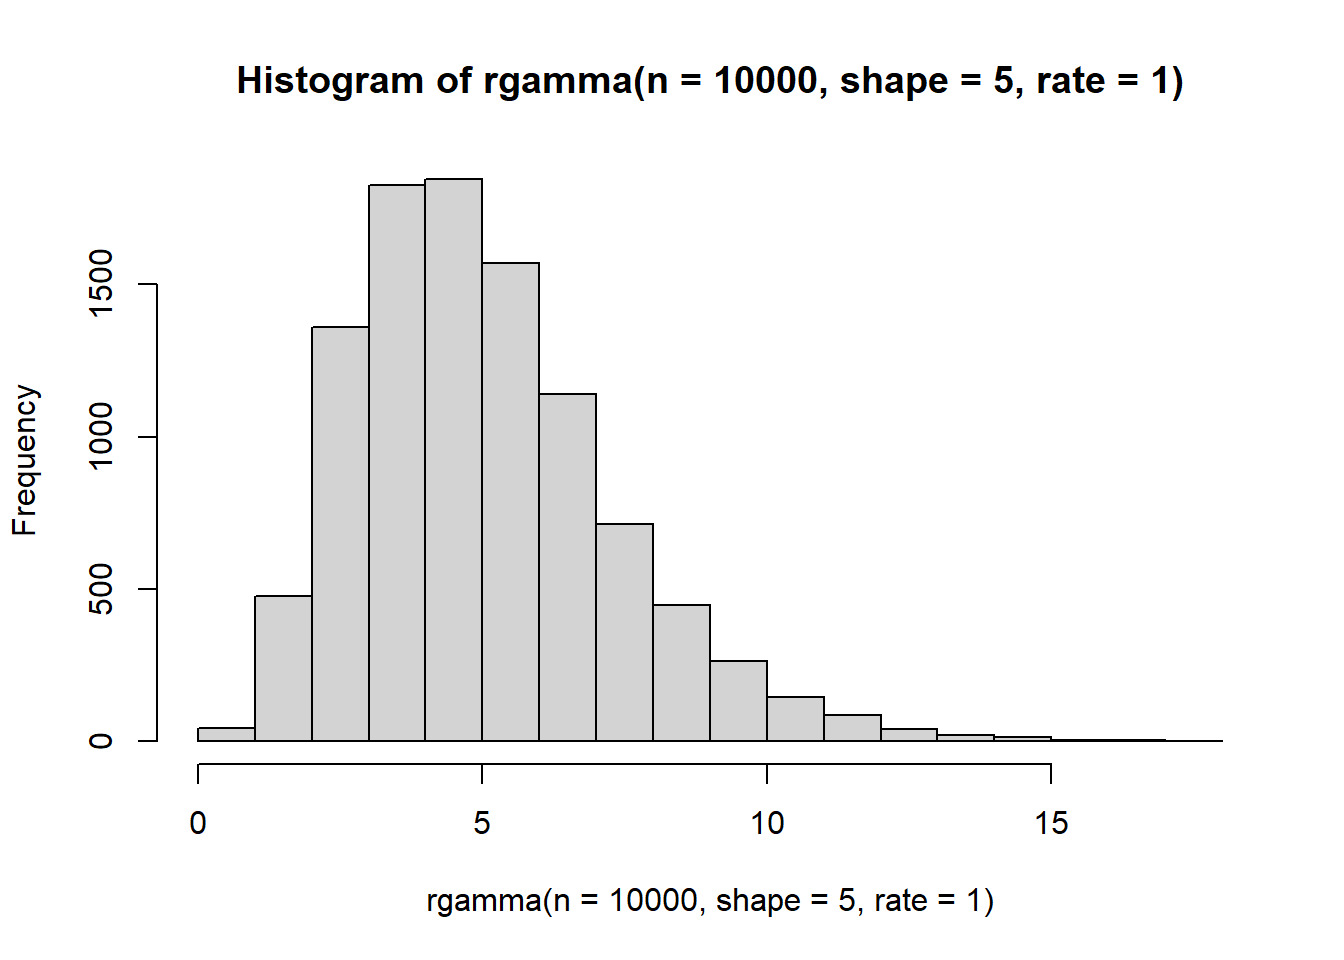 Histogram of rgamma(n = 10000, shape = 5, rate = 1)
Frequency
1500
1000
500
0
0 5 10 15
rgamma(n = 10000, shape = 5, rate = 1)